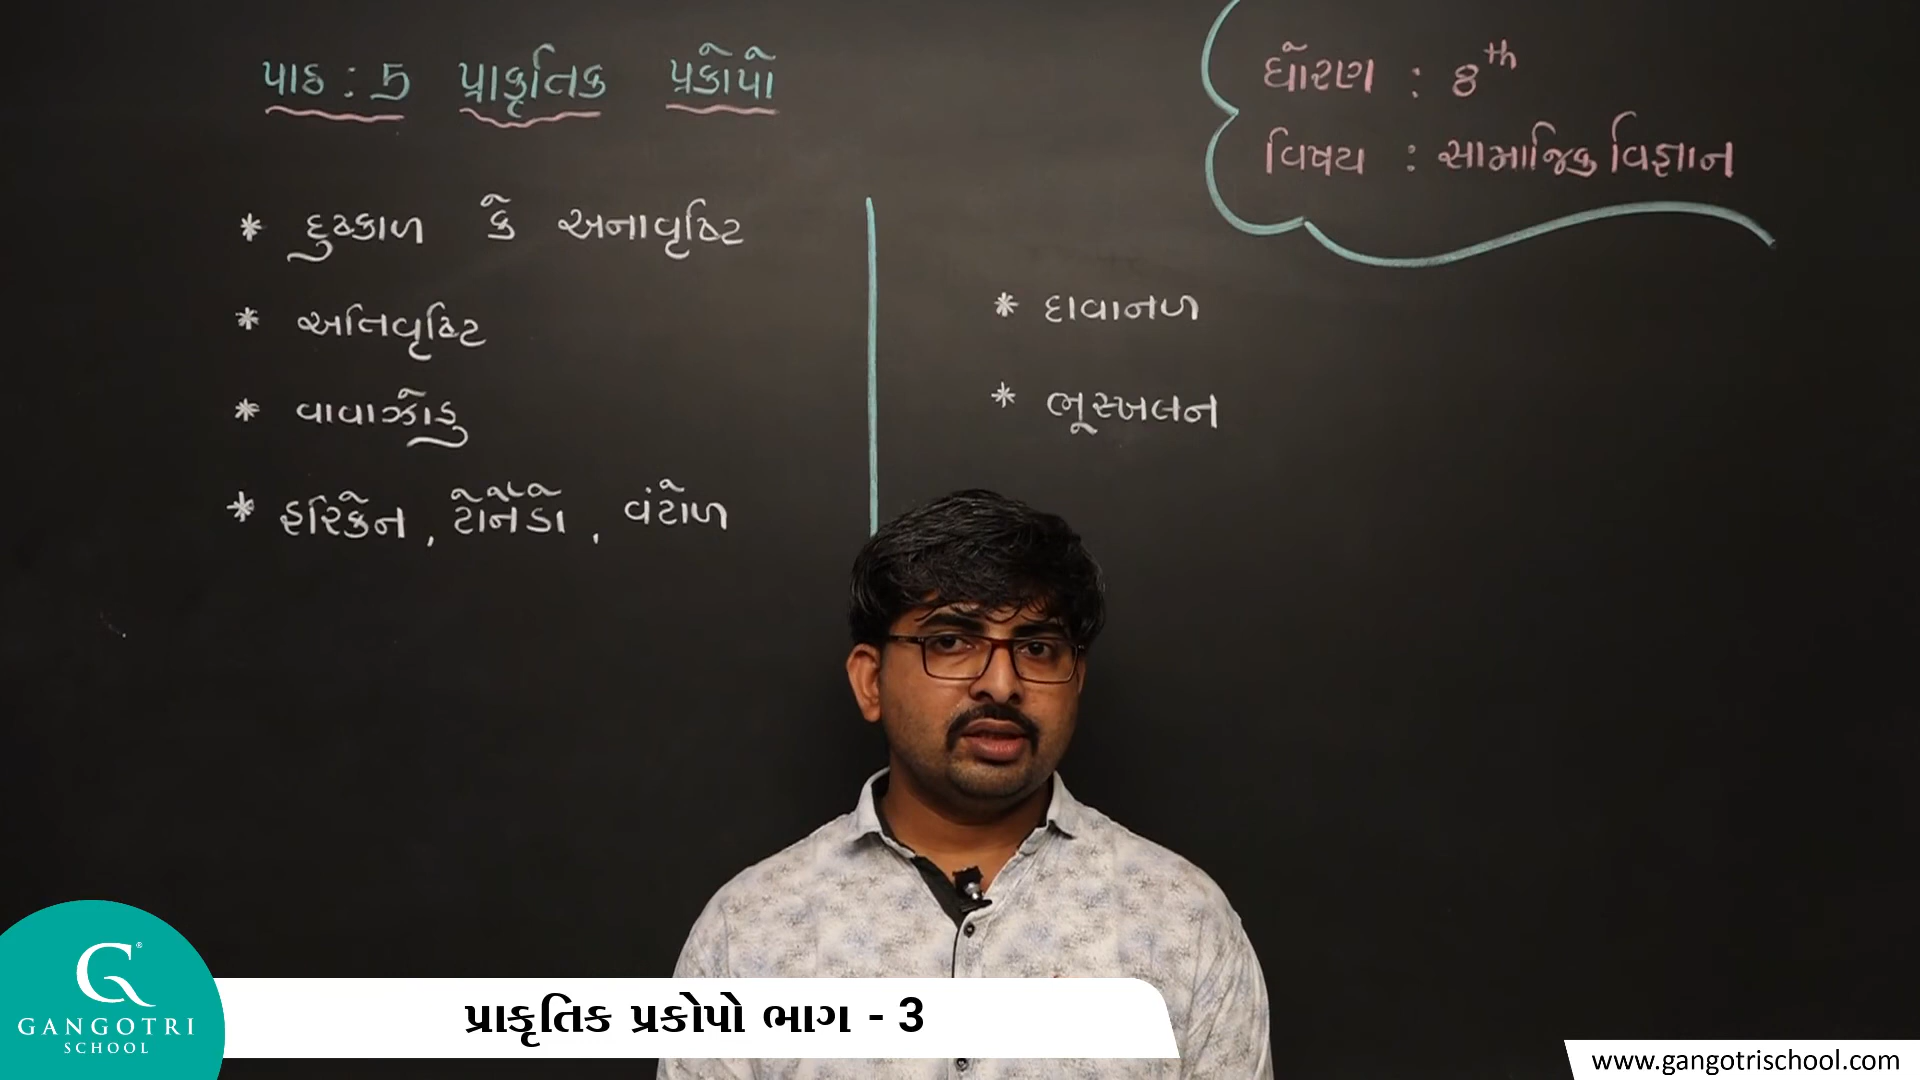 પાઠ : 5 પ્રાકૃતિક પ્રકોપો
ધોરણ : 8th
વિષય : સામાજિક વિજ્ઞાન
* દુષ્કાળ કે અનાવૃષ્ટિ
* અતિવૃષ્ટિ
* વાવાઝોડુ
* હરિકેન , ટોર્નેડો , વંટોળ
* દાવાનળ
* ભૂસ્ખલન
પ્રાકૃતિક પ્રકોપો ભાગ - 3
GANGOTRI
SCHOOL
www.gangotrischool.com